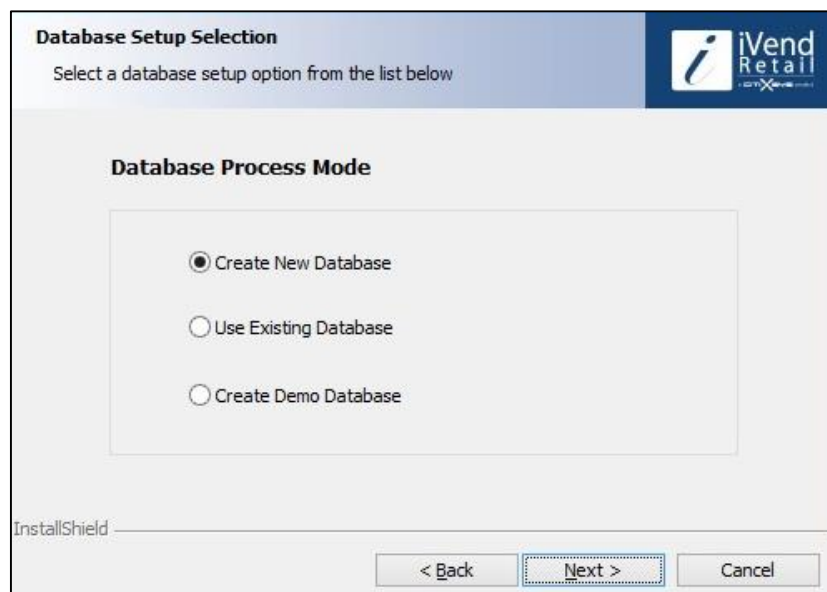 Database Setup Selection
Select a database setup option from the list below
iVend
Retail
Database Process Mode
Create New Database
Use Existing Database
Create Demo Database
InstallShield
< Back
Next >
Cancel